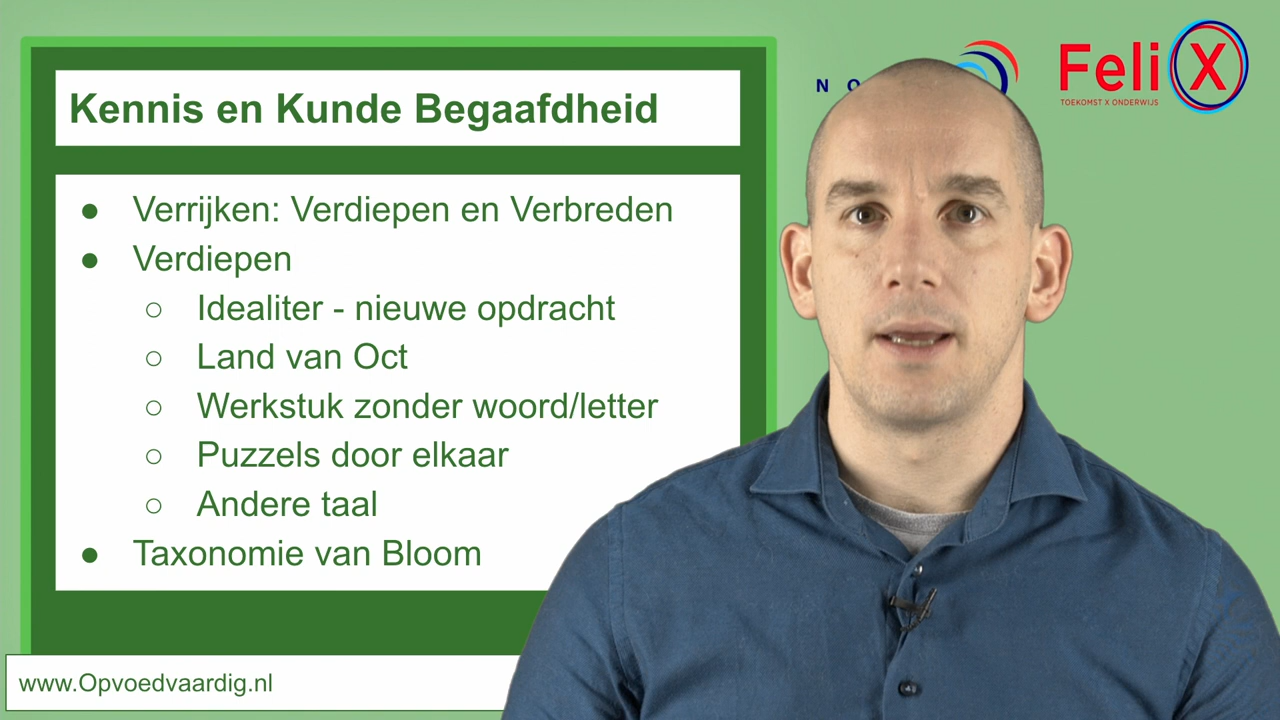 Kennis en Kunde Begaafdheid
● Verrijken: Verdiepen en Verbreden
● Verdiepen
○ Idealiter - nieuwe opdracht
○ Land van Oct
○ Werkstuk zonder woord/letter
○ Puzzels door elkaar
○ Andere taal
● Taxonomie van Bloom
www.Opvoedvaardig.nl
N O
FeliX
TOEKOMST X ONDERWIJS